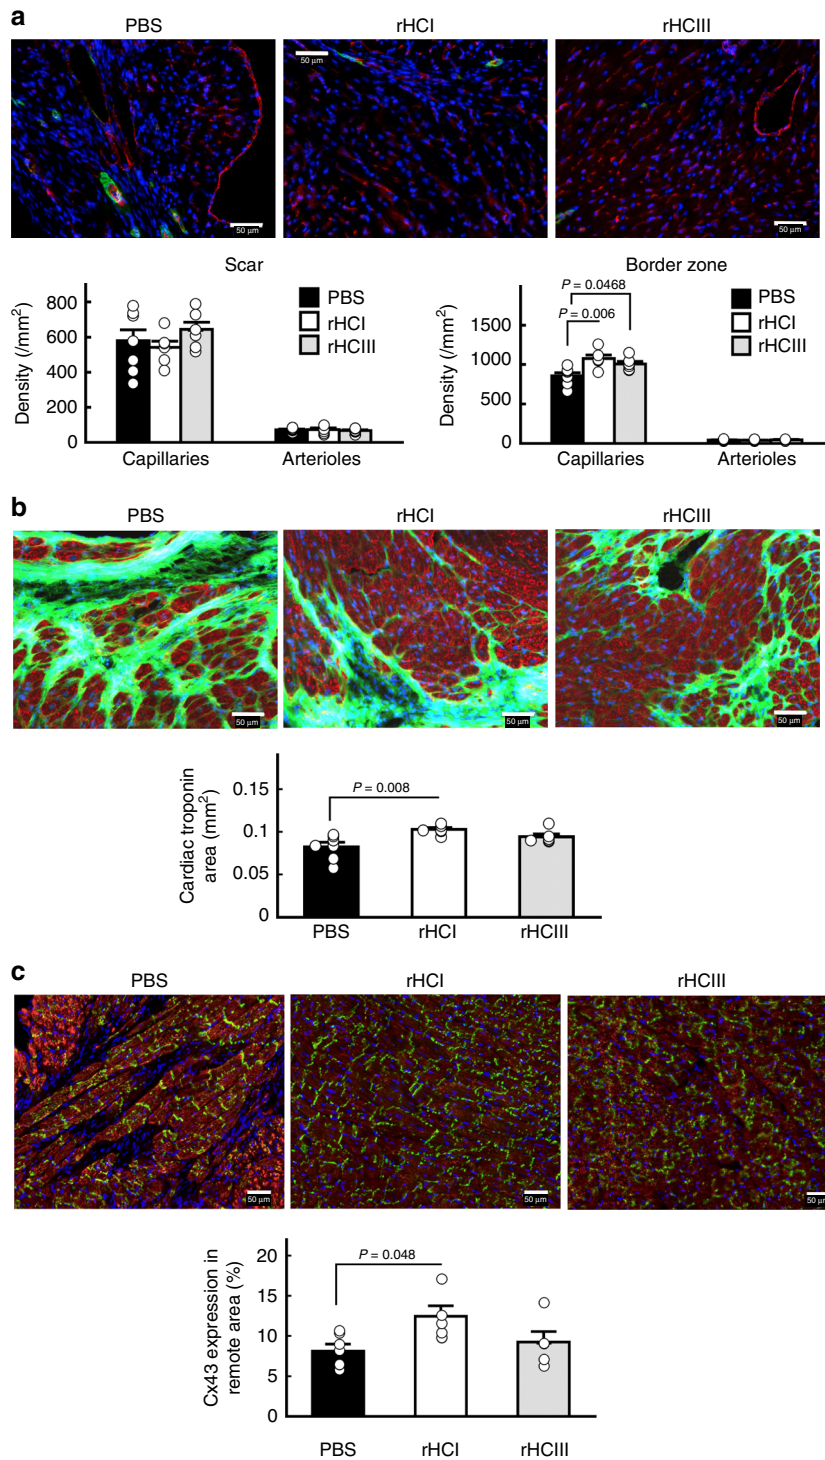 a
PBS
rHCI
rHCIII
50 µm
50 µm
50 µm
Scar
Density (/mm²)
800
600
400
200
0
PBS
rHCI
rHCIII
Capillaries
Arterioles
Border zone
Density (/mm²)
1500
1000
500
0
P = 0.0468
P = 0.006
PBS
rHCI
rHCIII
Capillaries
Arterioles
b
PBS
rHCI
rHCIII
50 µm
50 µm
50 µm
Cardiac troponin
area (mm²)
0.15
0.1
0.05
0
P = 0.008
PBS
rHCI
rHCIII
c
PBS
rHCI
rHCIII
50 µm
50 µm
50 µm
Cx43 expression in
remote area (%)
20
15
10
5
0
P = 0.048
PBS
rHCI
rHCIII